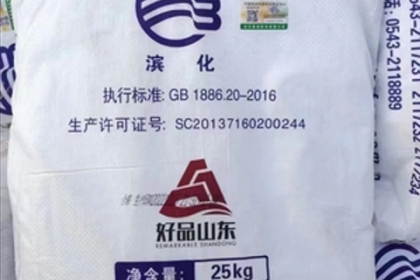 滨化
执行标准: GB 1886.20-2016
生产许可证号: SC20137160200244
好品山东
REMARKABLE SHANDONG
净含量: 25kg
0543-2118889